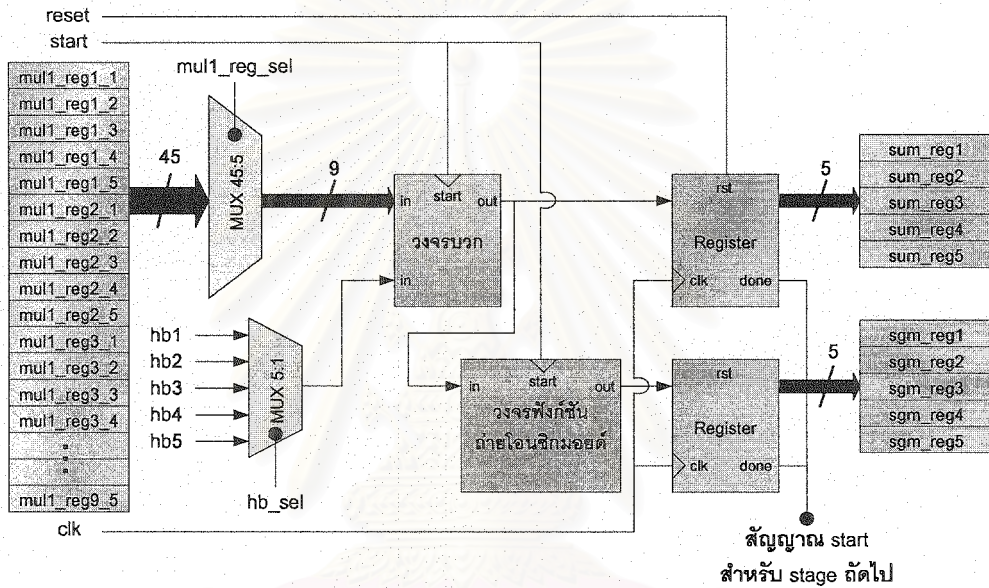 reset
start
mul1_reg_sel
mul1_reg1_1
mul1_reg1_2
mul1_reg1_3
mul1_reg1_4
mul1_reg1_5
mul1_reg2_1
mul1_reg2_2
mul1_reg2_3
mul1_reg2_4
mul1_reg2_5
mul1_reg3_1
mul1_reg3_2
mul1_reg3_3
mul1_reg3_4
mul1_reg9_5
45
MUX 45:5
9
in
start
out
วงจรบวก
in
hb1
hb2
hb3
hb4
hb5
MUX 5:1
hb_sel
clk
in
start
out
วงจรฟังก์ชัน
ถ่ายโอนซิกมอยด์
rst
Register
clk
done
5
sum_reg1
sum_reg2
sum_reg3
sum_reg4
sum_reg5
rst
Register
clk
done
5
sgm_reg1
sgm_reg2
sgm_reg3
sgm_reg4
sgm_reg5
สัญญาณ start
สำหรับ stage ถัดไป